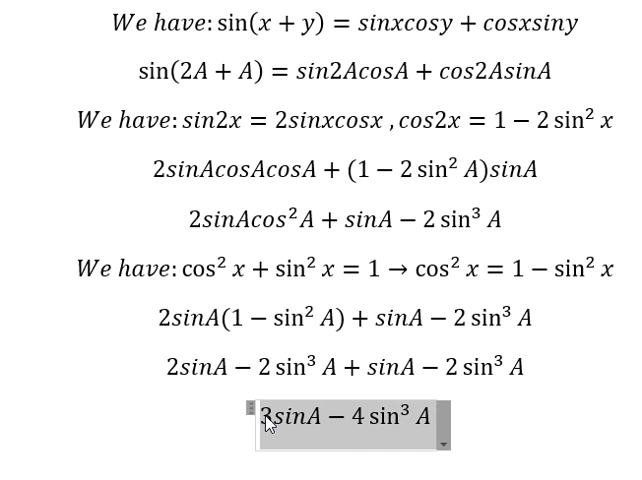 We have: sin(x + y) = sinxcosy + cosxsiny
sin(2A + A) = sin2AcosA + cos2AsinA
We have: sin2x = 2sinxcosx , cos2x = 1 − 2 sin² x
2sinAcosAcosA + (1 − 2 sin² A)sinA
2sinAcos² A + sinA − 2 sin³ A
We have: cos² x + sin² x = 1 → cos² x = 1 − sin² x
2sinA(1 − sin² A) + sinA − 2 sin³ A
2sinA − 2 sin³ A + sinA − 2 sin³ A
3sinA − 4 sin³ A